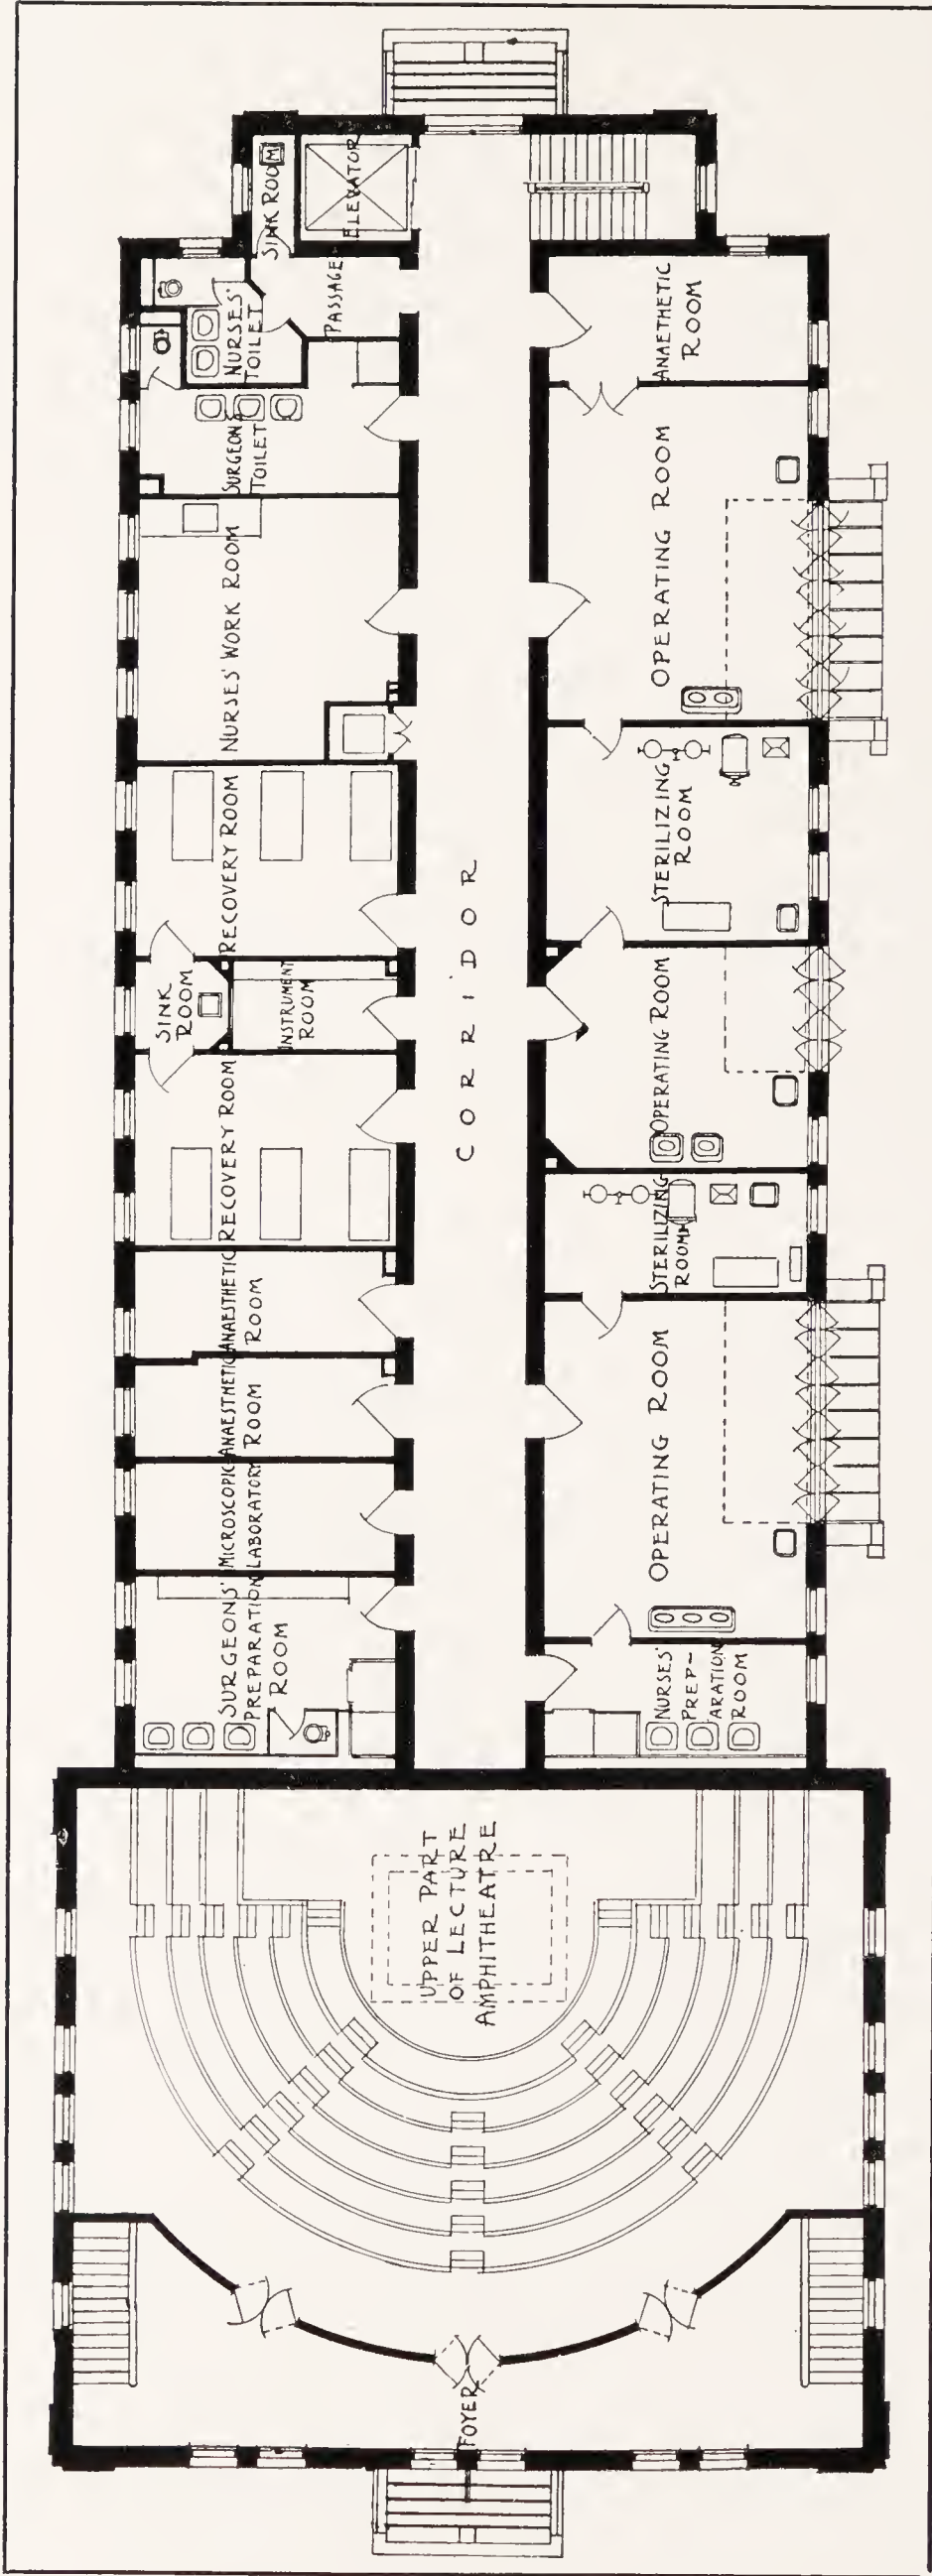 SINK ROOM
ELEVATOR
NURSES'
TOILET
PASSAGE
SURGEONS
TOILET
NURSES' WORK ROOM
RECOVERY ROOM
SINK
ROOM
INSTRUMENT
ROOM
RECOVERY ROOM
ANAESTHETIC
ROOM
ANAESTHETIC
ROOM
MICROSCOPIC
LABORATORY
SURGEONS'
PREPARATION
ROOM
CORRiDOR
ANAETHETIC
ROOM
OPERATING ROOM
STERILIZING
ROOM
OPERATING ROOM
STERILIZING
ROOM
OPERATING ROOM
NURSES'
PREP-
ARATION
ROOM
UPPER PART
OF LECTURE
AMPHITHEATRE
FOYER